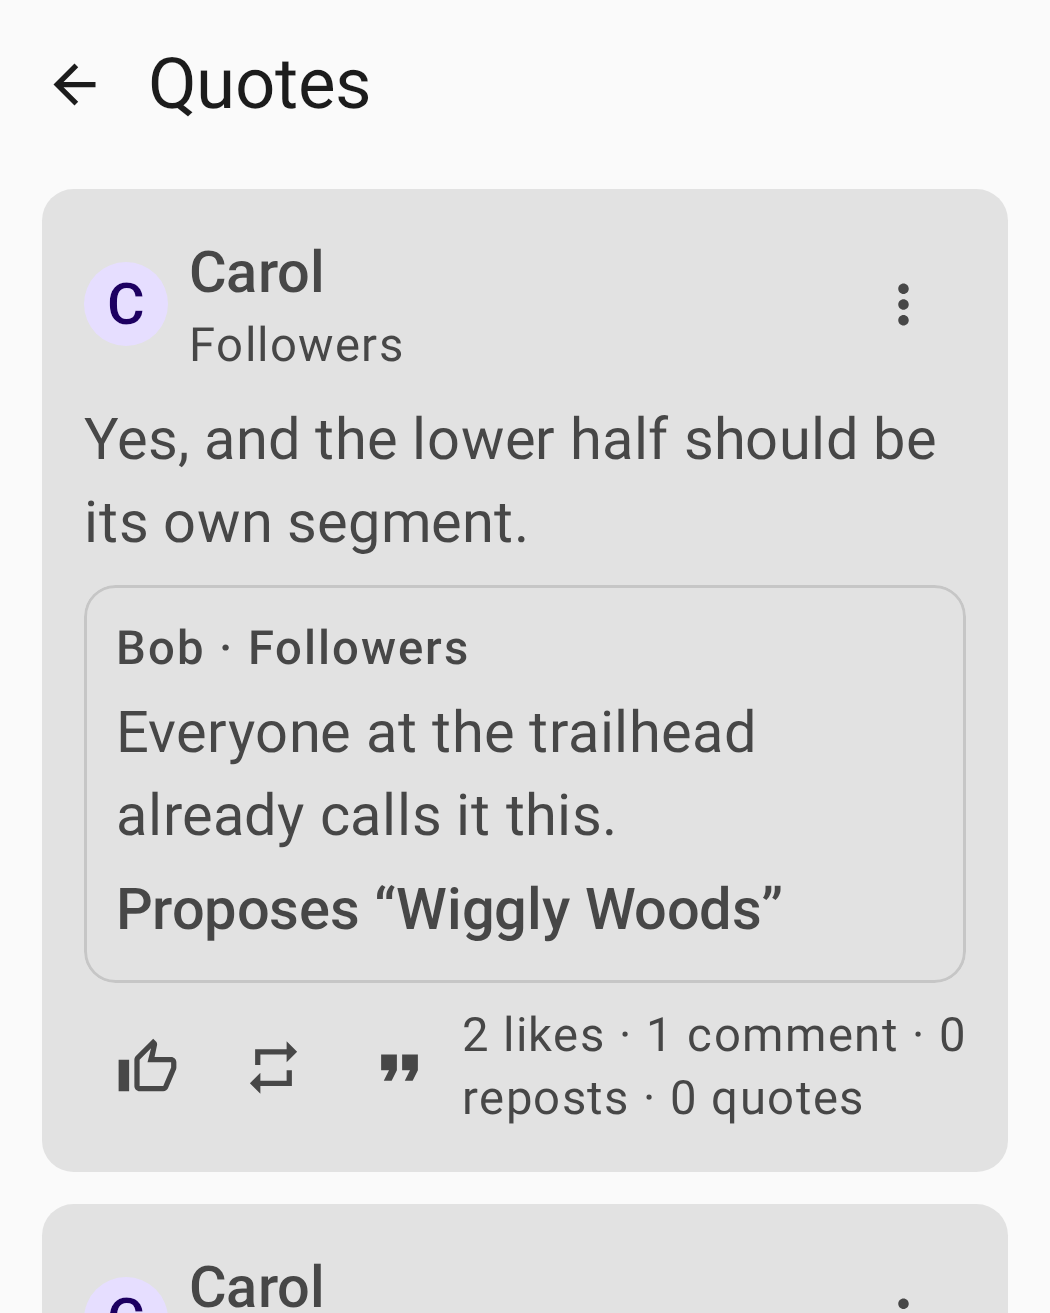 Quotes
C
Carol
Followers
Yes, and the lower half should be
its own segment.
Bob · Followers
Everyone at the trailhead
already calls it this.
Proposes “Wiggly Woods”
2 likes · 1 comment · 0
reposts · 0 quotes
C
Carol